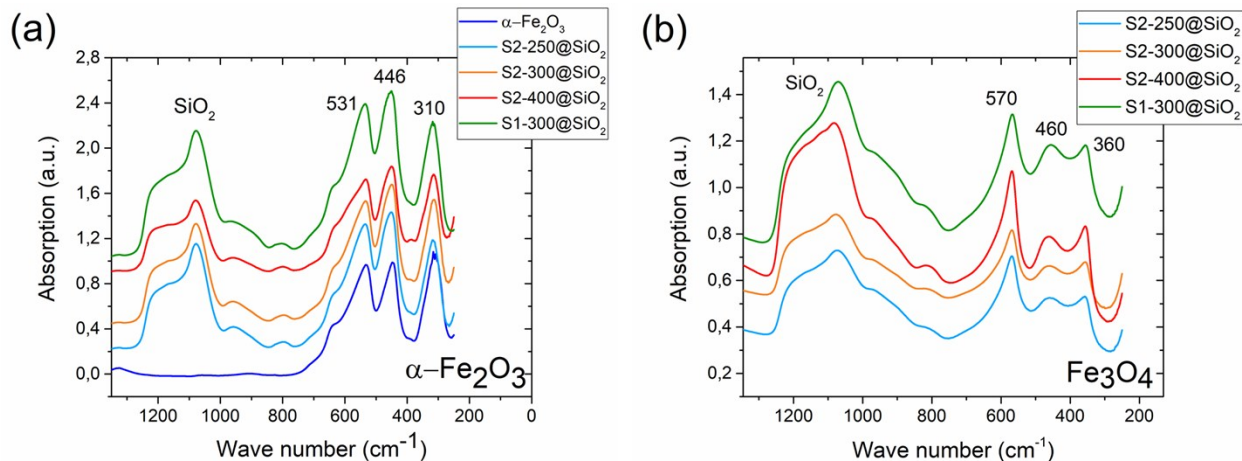 (a)
α–Fe2O3
S2-250@SiO2
S2-300@SiO2
S2-400@SiO2
S1-300@SiO2
2,8
2,4
2,0
1,6
1,2
0,8
0,4
0,0
Absorption (a.u.)
SiO2
531
446
310
α–Fe2O3
1200 1000 800 600 400 200 0
Wave number (cm-1)
(b)
S2-250@SiO2
S2-300@SiO2
S2-400@SiO2
S1-300@SiO2
1,4
1,2
1,0
0,8
0,6
0,4
0,2
Absorption (a.u.)
SiO2
570
460
360
Fe3O4
1200 1000 800 600 400 200
Wave number (cm-1)